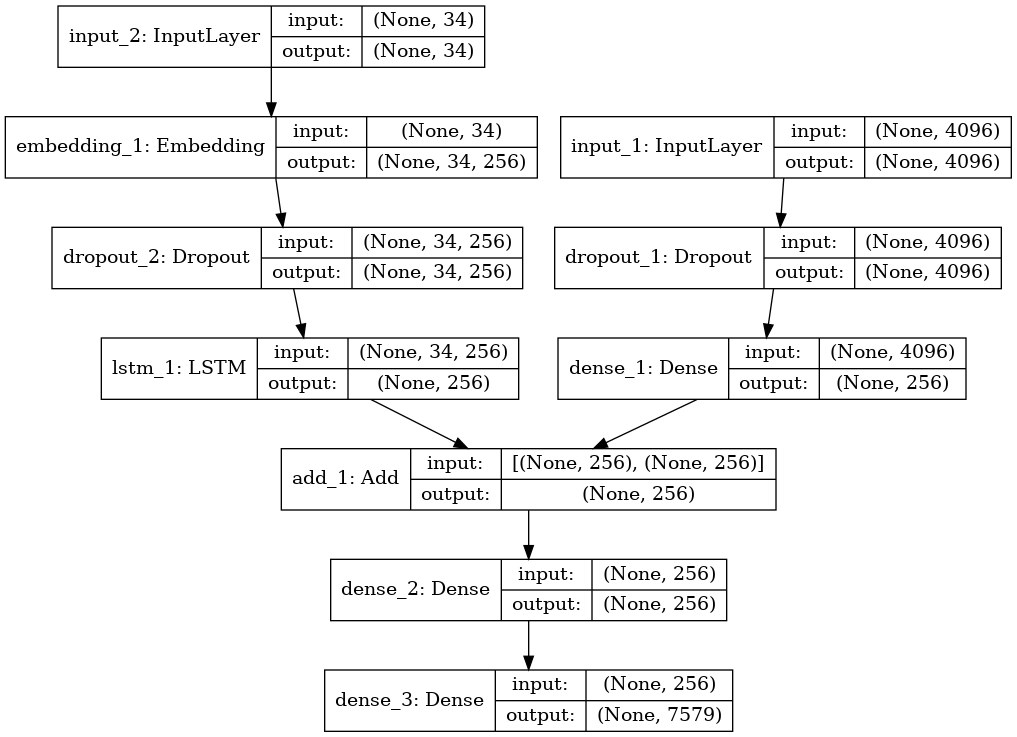 input_2: InputLayer
input: (None, 34)
output: (None, 34)
embedding_1: Embedding
input: (None, 34)
output: (None, 34, 256)
input_1: InputLayer
input: (None, 4096)
output: (None, 4096)
dropout_2: Dropout
input: (None, 34, 256)
output: (None, 34, 256)
dropout_1: Dropout
input: (None, 4096)
output: (None, 4096)
lstm_1: LSTM
input: (None, 34, 256)
output: (None, 256)
dense_1: Dense
input: (None, 4096)
output: (None, 256)
add_1: Add
input: [(None, 256), (None, 256)]
output: (None, 256)
dense_2: Dense
input: (None, 256)
output: (None, 256)
dense_3: Dense
input: (None, 256)
output: (None, 7579)